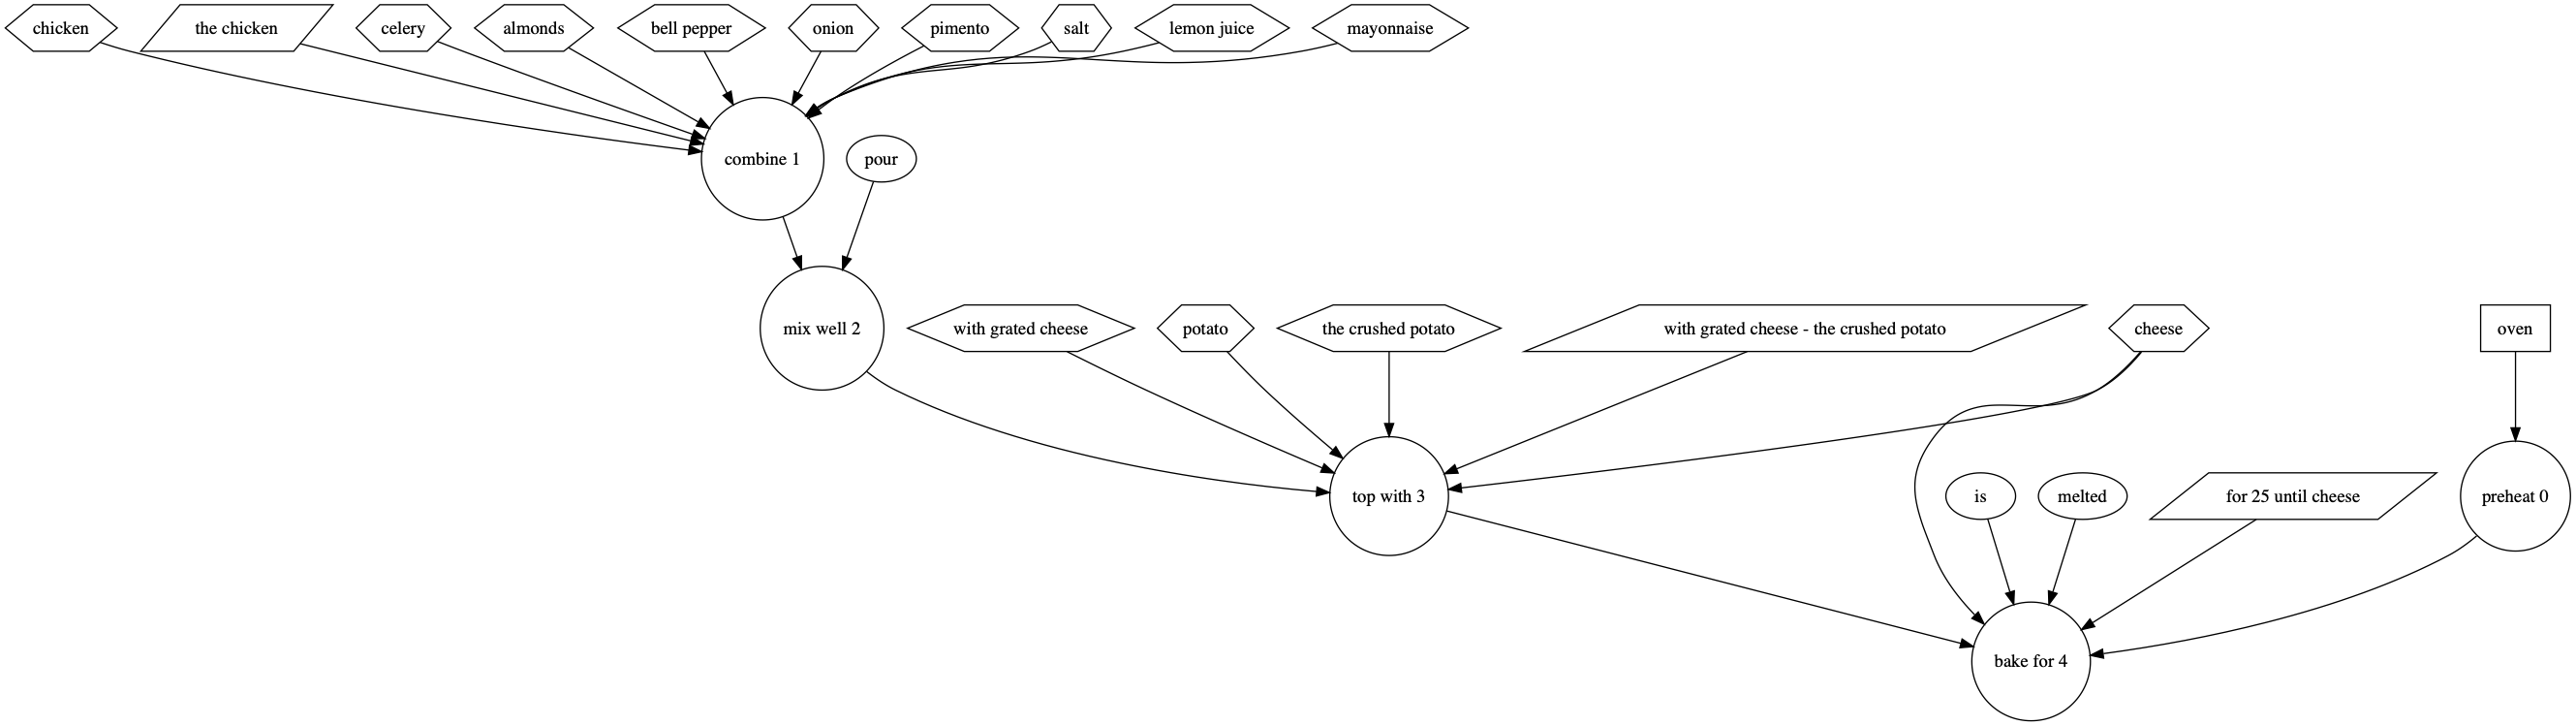 chicken
the chicken
celery
almonds
bell pepper
onion
pimento
salt
lemon juice
mayonnaise
combine 1
pour
mix well 2
with grated cheese
potato
the crushed potato
with grated cheese - the crushed potato
cheese
oven
top with 3
is
melted
for 25 until cheese
preheat 0
bake for 4